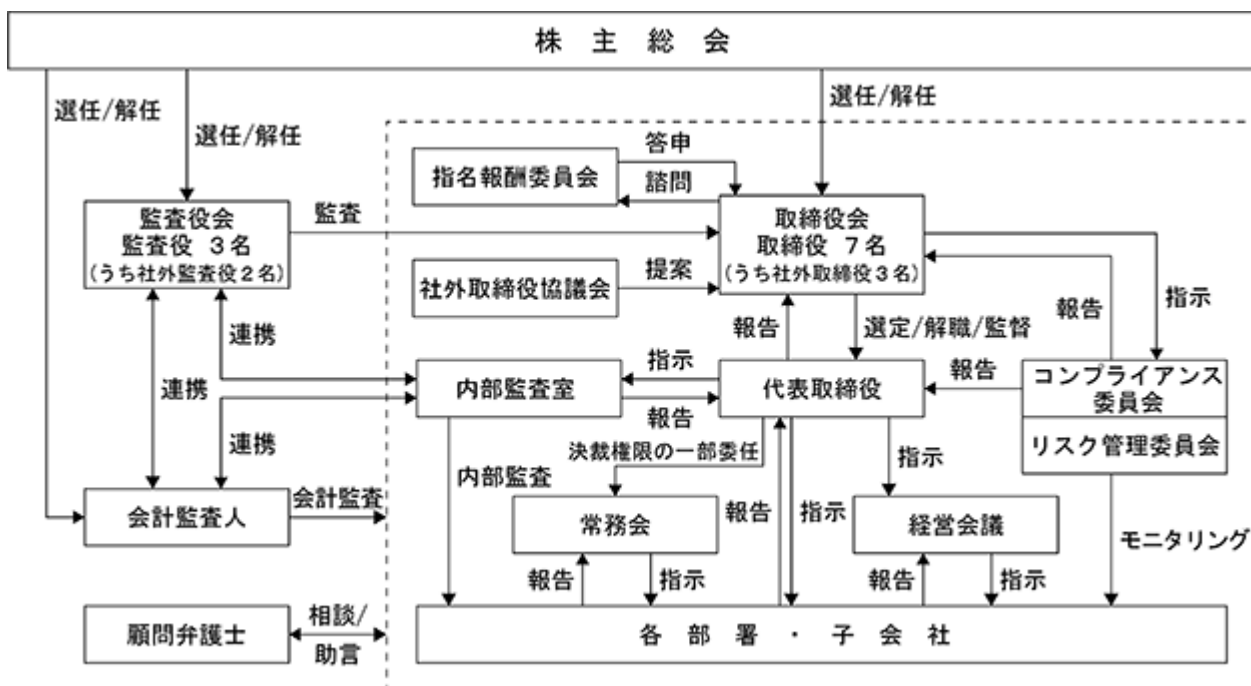 株主総会
選任/解任
選任/解任
選任/解任
指名報酬委員会
答申
諮問
監査役会
監査役 3名
(うち社外監査役2名)
監査
取締役会
取締役 7名
(うち社外取締役3名)
社外取締役協議会
提案
報告
指示
連携
報告
選定/解職/監督
連携
内部監査室
指示
報告
代表取締役
報告
コンプライアンス
委員会
リスク管理委員会
連携
内部監査
決裁権限の一部委任
指示
会計監査人
会計監査
常務会
報告
指示
経営会議
モニタリング
報告
指示
報告
指示
顧問弁護士
相談/
助言
各部署・子会社